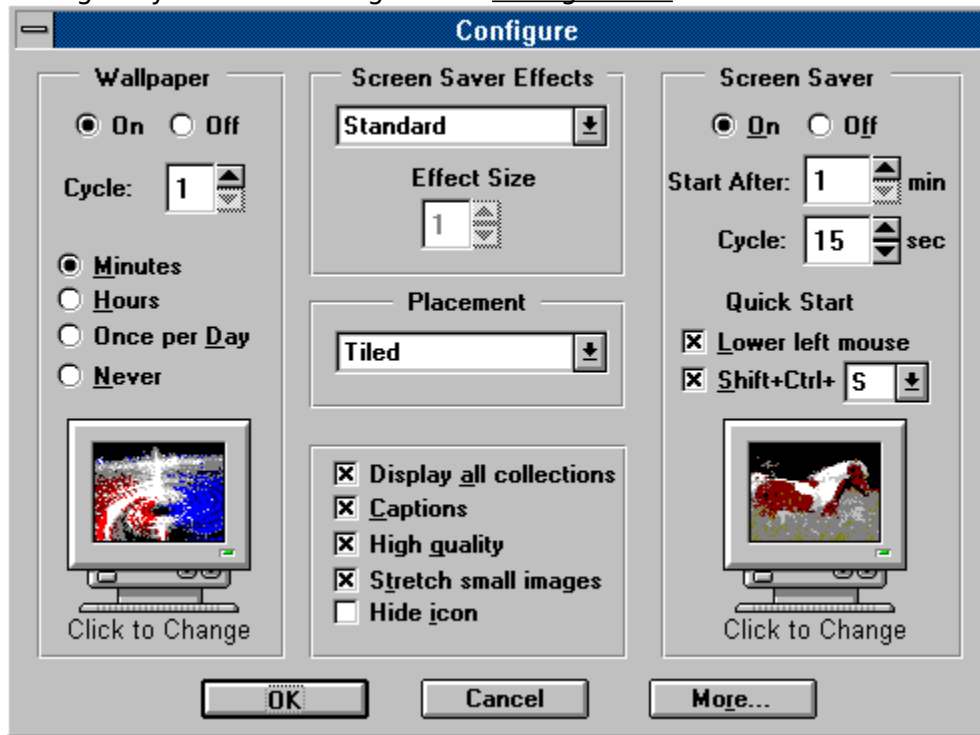 Configure
Wallpaper
On Off
Cycle: 1
Minutes
Hours
Once per Day
Never
Click to Change
Screen Saver Effects
Standard
Effect Size
1
Placement
Tiled
Display all collections
Captions
High quality
Stretch small images
Hide icon
Screen Saver
On Off
Start After: 1 min
Cycle: 15 sec
Quick Start
Lower left mouse
Shift+Ctrl+ S
Click to Change
OK Cancel More...